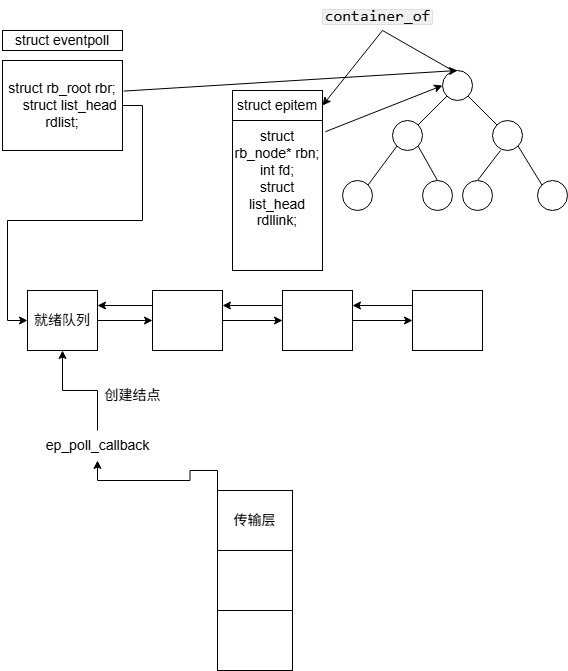 container_of
struct eventpoll
struct rb_root rbr;
struct list_head
rdlist;
struct epitem
struct
rb_node* rbn;
int fd;
struct
list_head
rdllink;
就绪队列
创建结点
ep_poll_callback
传输层